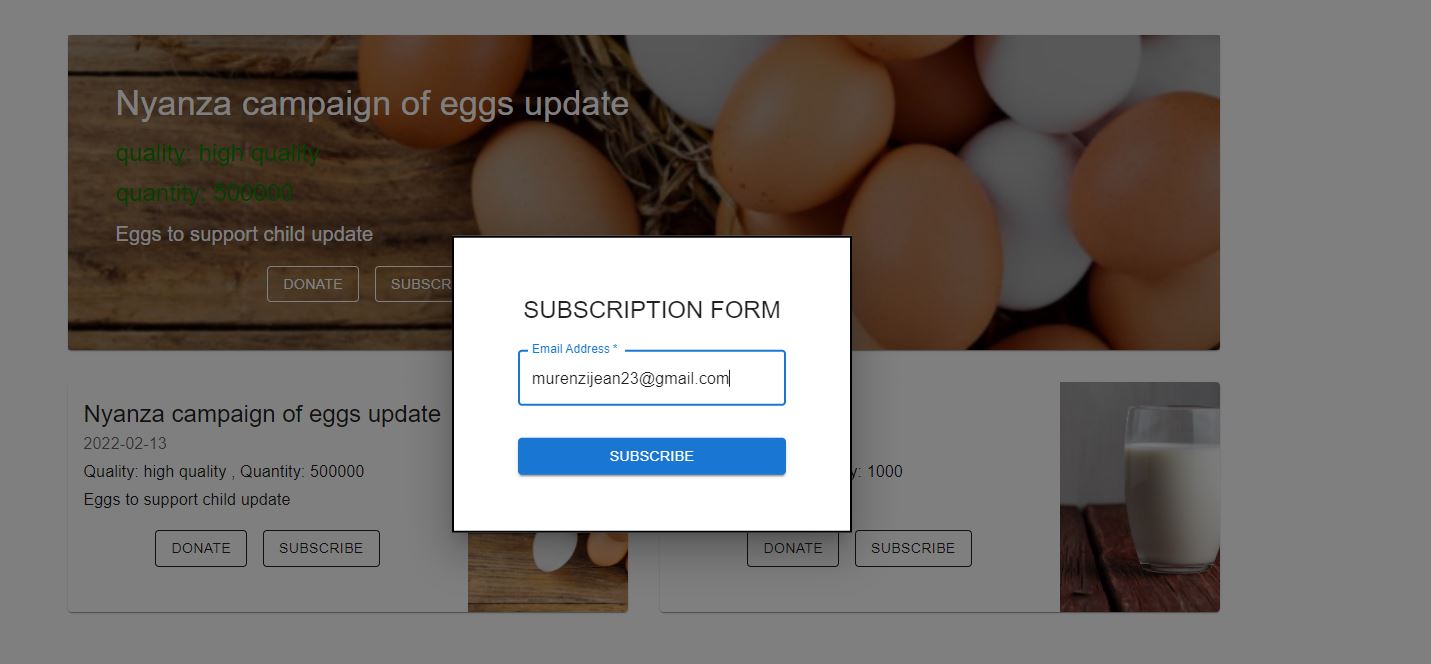 Nyanza campaign of eggs update
quality: high quality
quantity: 500000
Eggs to support child update
DONATE
SUBSCR
SUBSCRIPTION FORM
Email Address *
murenzijean23@gmail.com
SUBSCRIBE
Nyanza campaign of eggs update
2022-02-13
Quality: high quality , Quantity: 500000
Eggs to support child update
DONATE SUBSCRIBE
y: 1000
DONATE SUBSCRIBE